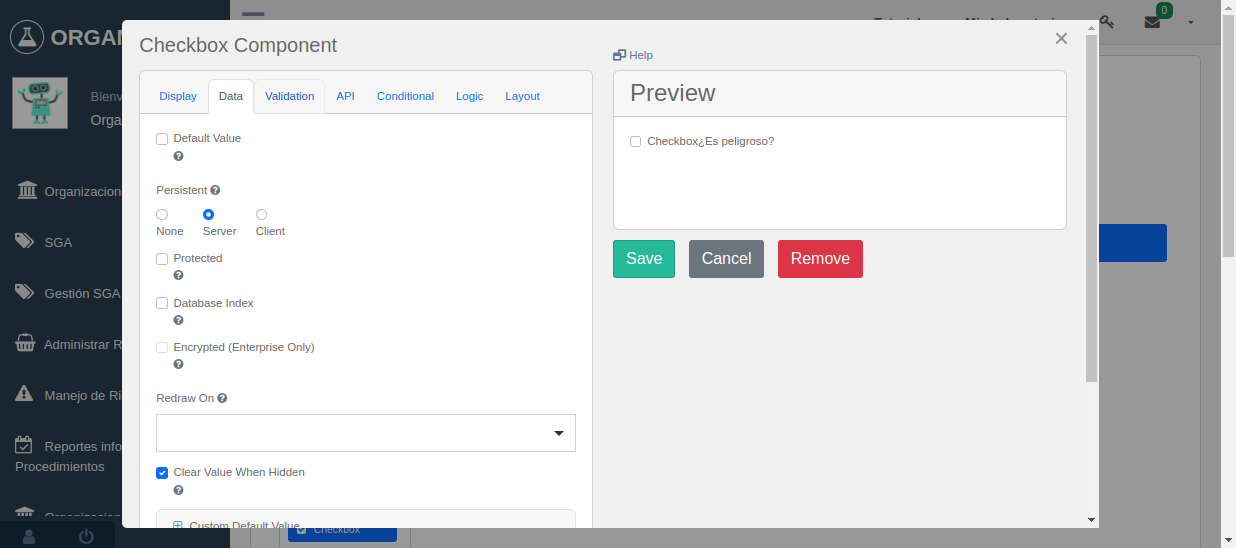 0
ORGAN
Bienv
Orga
Organizacion
SGA
Gestión SGA
Administrar R
Manejo de Ri
Reportes info
Procedimientos
Checkbox Component
Help
Display
Data
Validation
API
Conditional
Logic
Layout
Default Value
Persistent
None
Server
Client
Protected
Database Index
Encrypted (Enterprise Only)
Redraw On
Clear Value When Hidden
Custom Default Value
Preview
Checkbox¿Es peligroso?
Save
Cancel
Remove
Checkbox